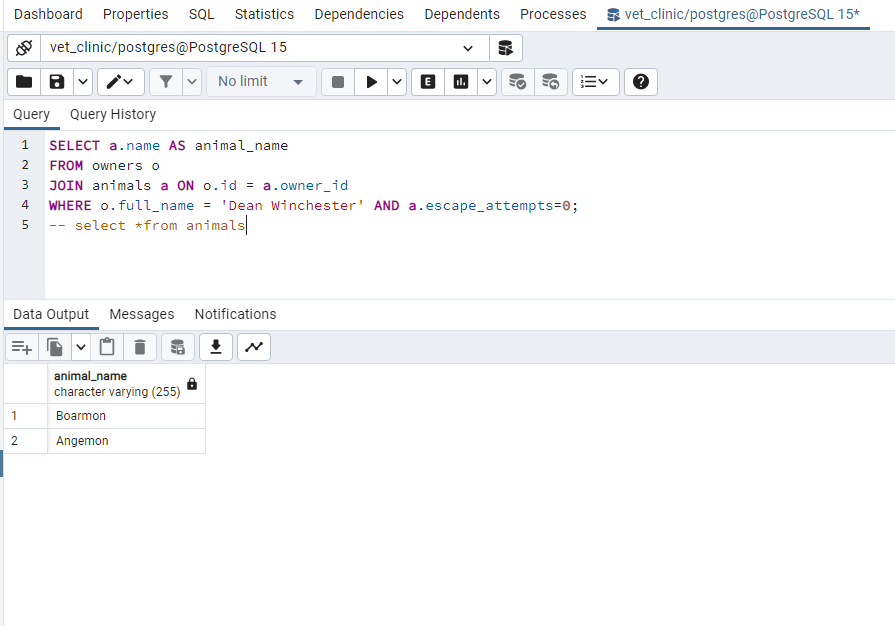 Dashboard Properties SQL Statistics Dependencies Dependents Processes vet_clinic/postgres@PostgreSQL 15*
vet_clinic/postgres@PostgreSQL 15
No limit E
Query Query History
1 SELECT a.name AS animal_name
2 FROM owners o
3 JOIN animals a ON o.id = a.owner_id
4 WHERE o.full_name = 'Dean Winchester' AND a.escape_attempts=0;
5 -- select *from animals
Data Output Messages Notifications
animal_name
character varying (255)
1 Boarmon
2 Angemon